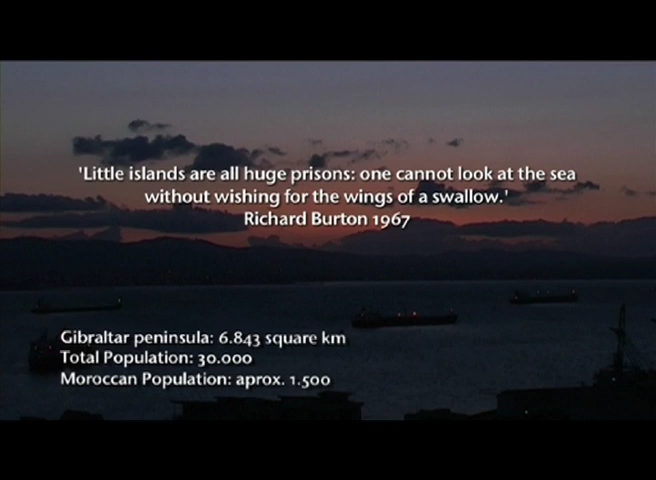 'Little islands are all huge prisons: one cannot look at the sea
without wishing for the wings of a swallow.'
Richard Burton 1967
Gibraltar peninsula: 6.843 square km
Total Population: 30.000
Moroccan Population: aprox. 1.500